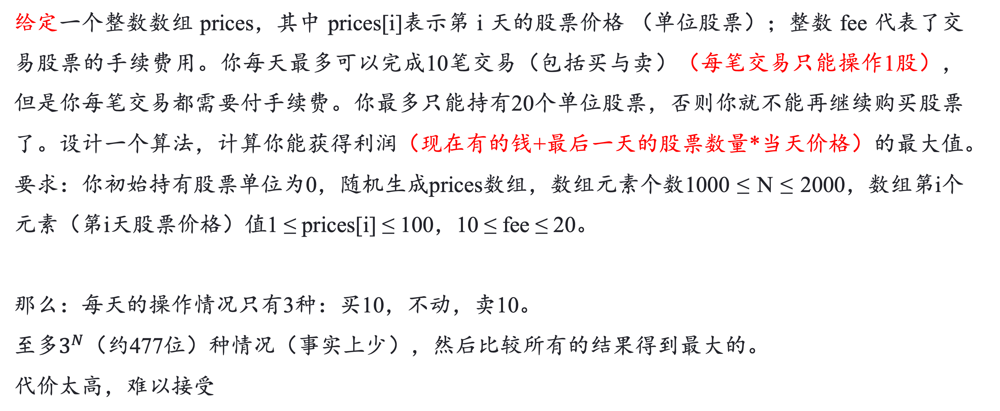 给定一个整数数组 prices，其中 prices[i]表示第 i 天的股票价格 （单位股票）；整数 fee 代表了交
易股票的手续费用。你每天最多可以完成10笔交易（包括买与卖）（每笔交易只能操作1股），
但是你每笔交易都需要付手续费。你最多只能持有20个单位股票，否则你就不能再继续购买股票
了。设计一个算法，计算你能获得利润（现在有的钱+最后一天的股票数量*当天价格）的最大值。
要求：你初始持有股票单位为0，随机生成prices数组，数组元素个数1000 ≤ N ≤ 2000，数组第i个
元素（第i天股票价格）值1 ≤ prices[i] ≤ 100，10 ≤ fee ≤ 20。
那么：每天的操作情况只有3种：买10，不动，卖10。
至多3^N（约477位）种情况（事实上少），然后比较所有的结果得到最大的。
代价太高，难以接受